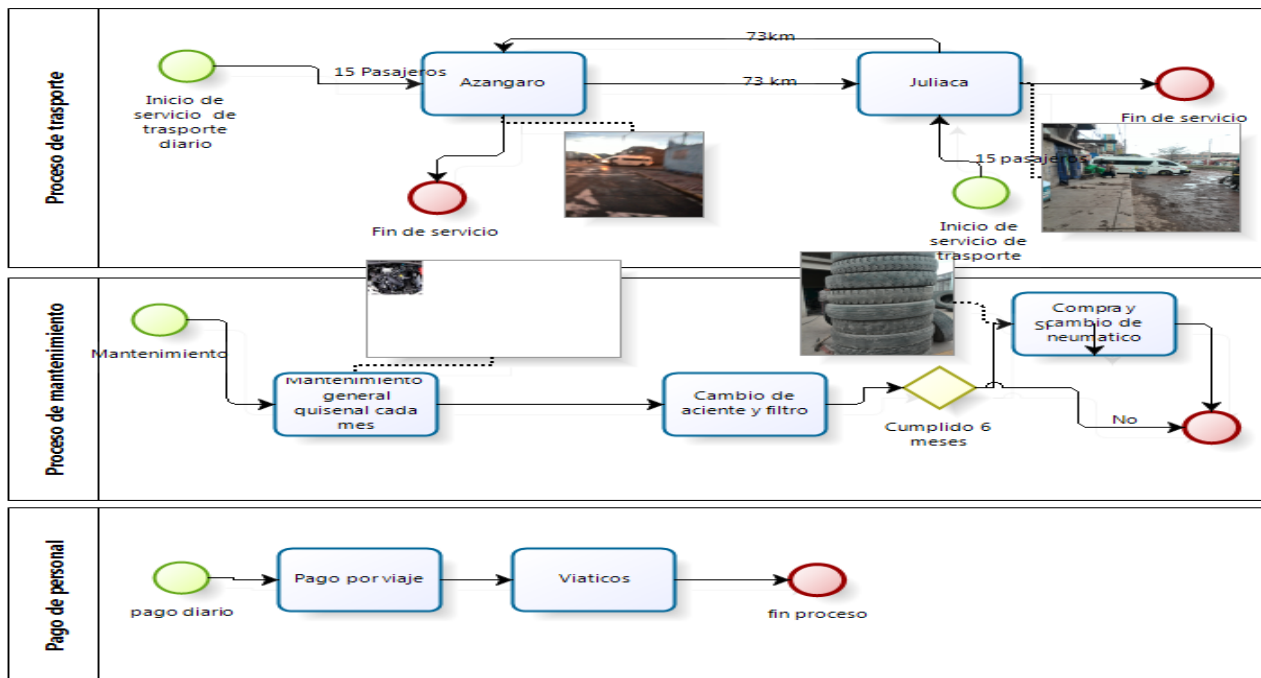 Proceso de trasporte
Inicio de
servicio de
trasporte
diario
15 Pasajeros
Azangaro
73km
73 km
Juliaca
Fin de servicio
Fin de servicio
15 pasajeros
Inicio de
servicio de
trasporte
Proceso de mantenimiento
Mantenimiento
Mantenimiento
general
quisenal cada
mes
Cambio de
aciente y filtro
Cumplido 6
meses
Compra y
cambio de
neumatico
No
Pago de personal
pago diario
Pago por viaje
Viaticos
fin proceso